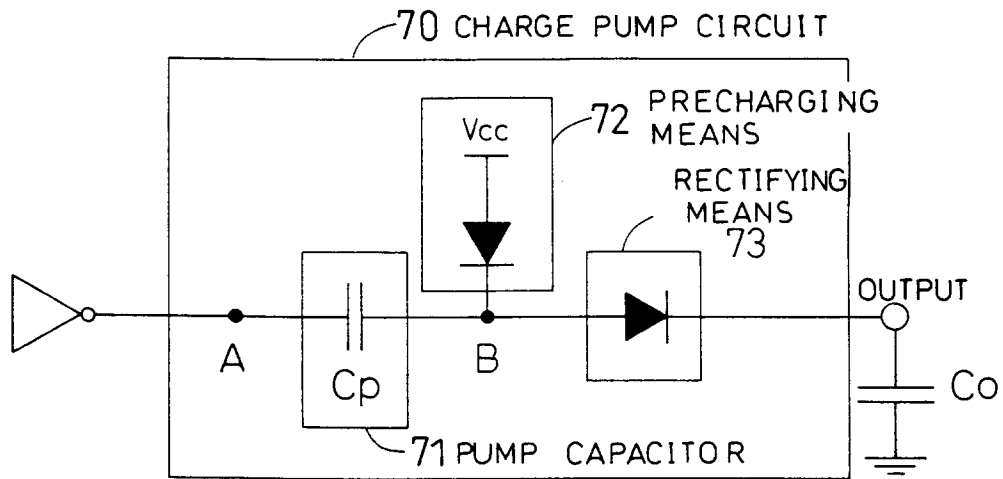 70 CHARGE PUMP CIRCUIT
72 PRECHARGING
MEANS
Vcc
RECTIFYING
MEANS
73
OUTPUT
A
B
Cp
Co
71 PUMP CAPACITOR